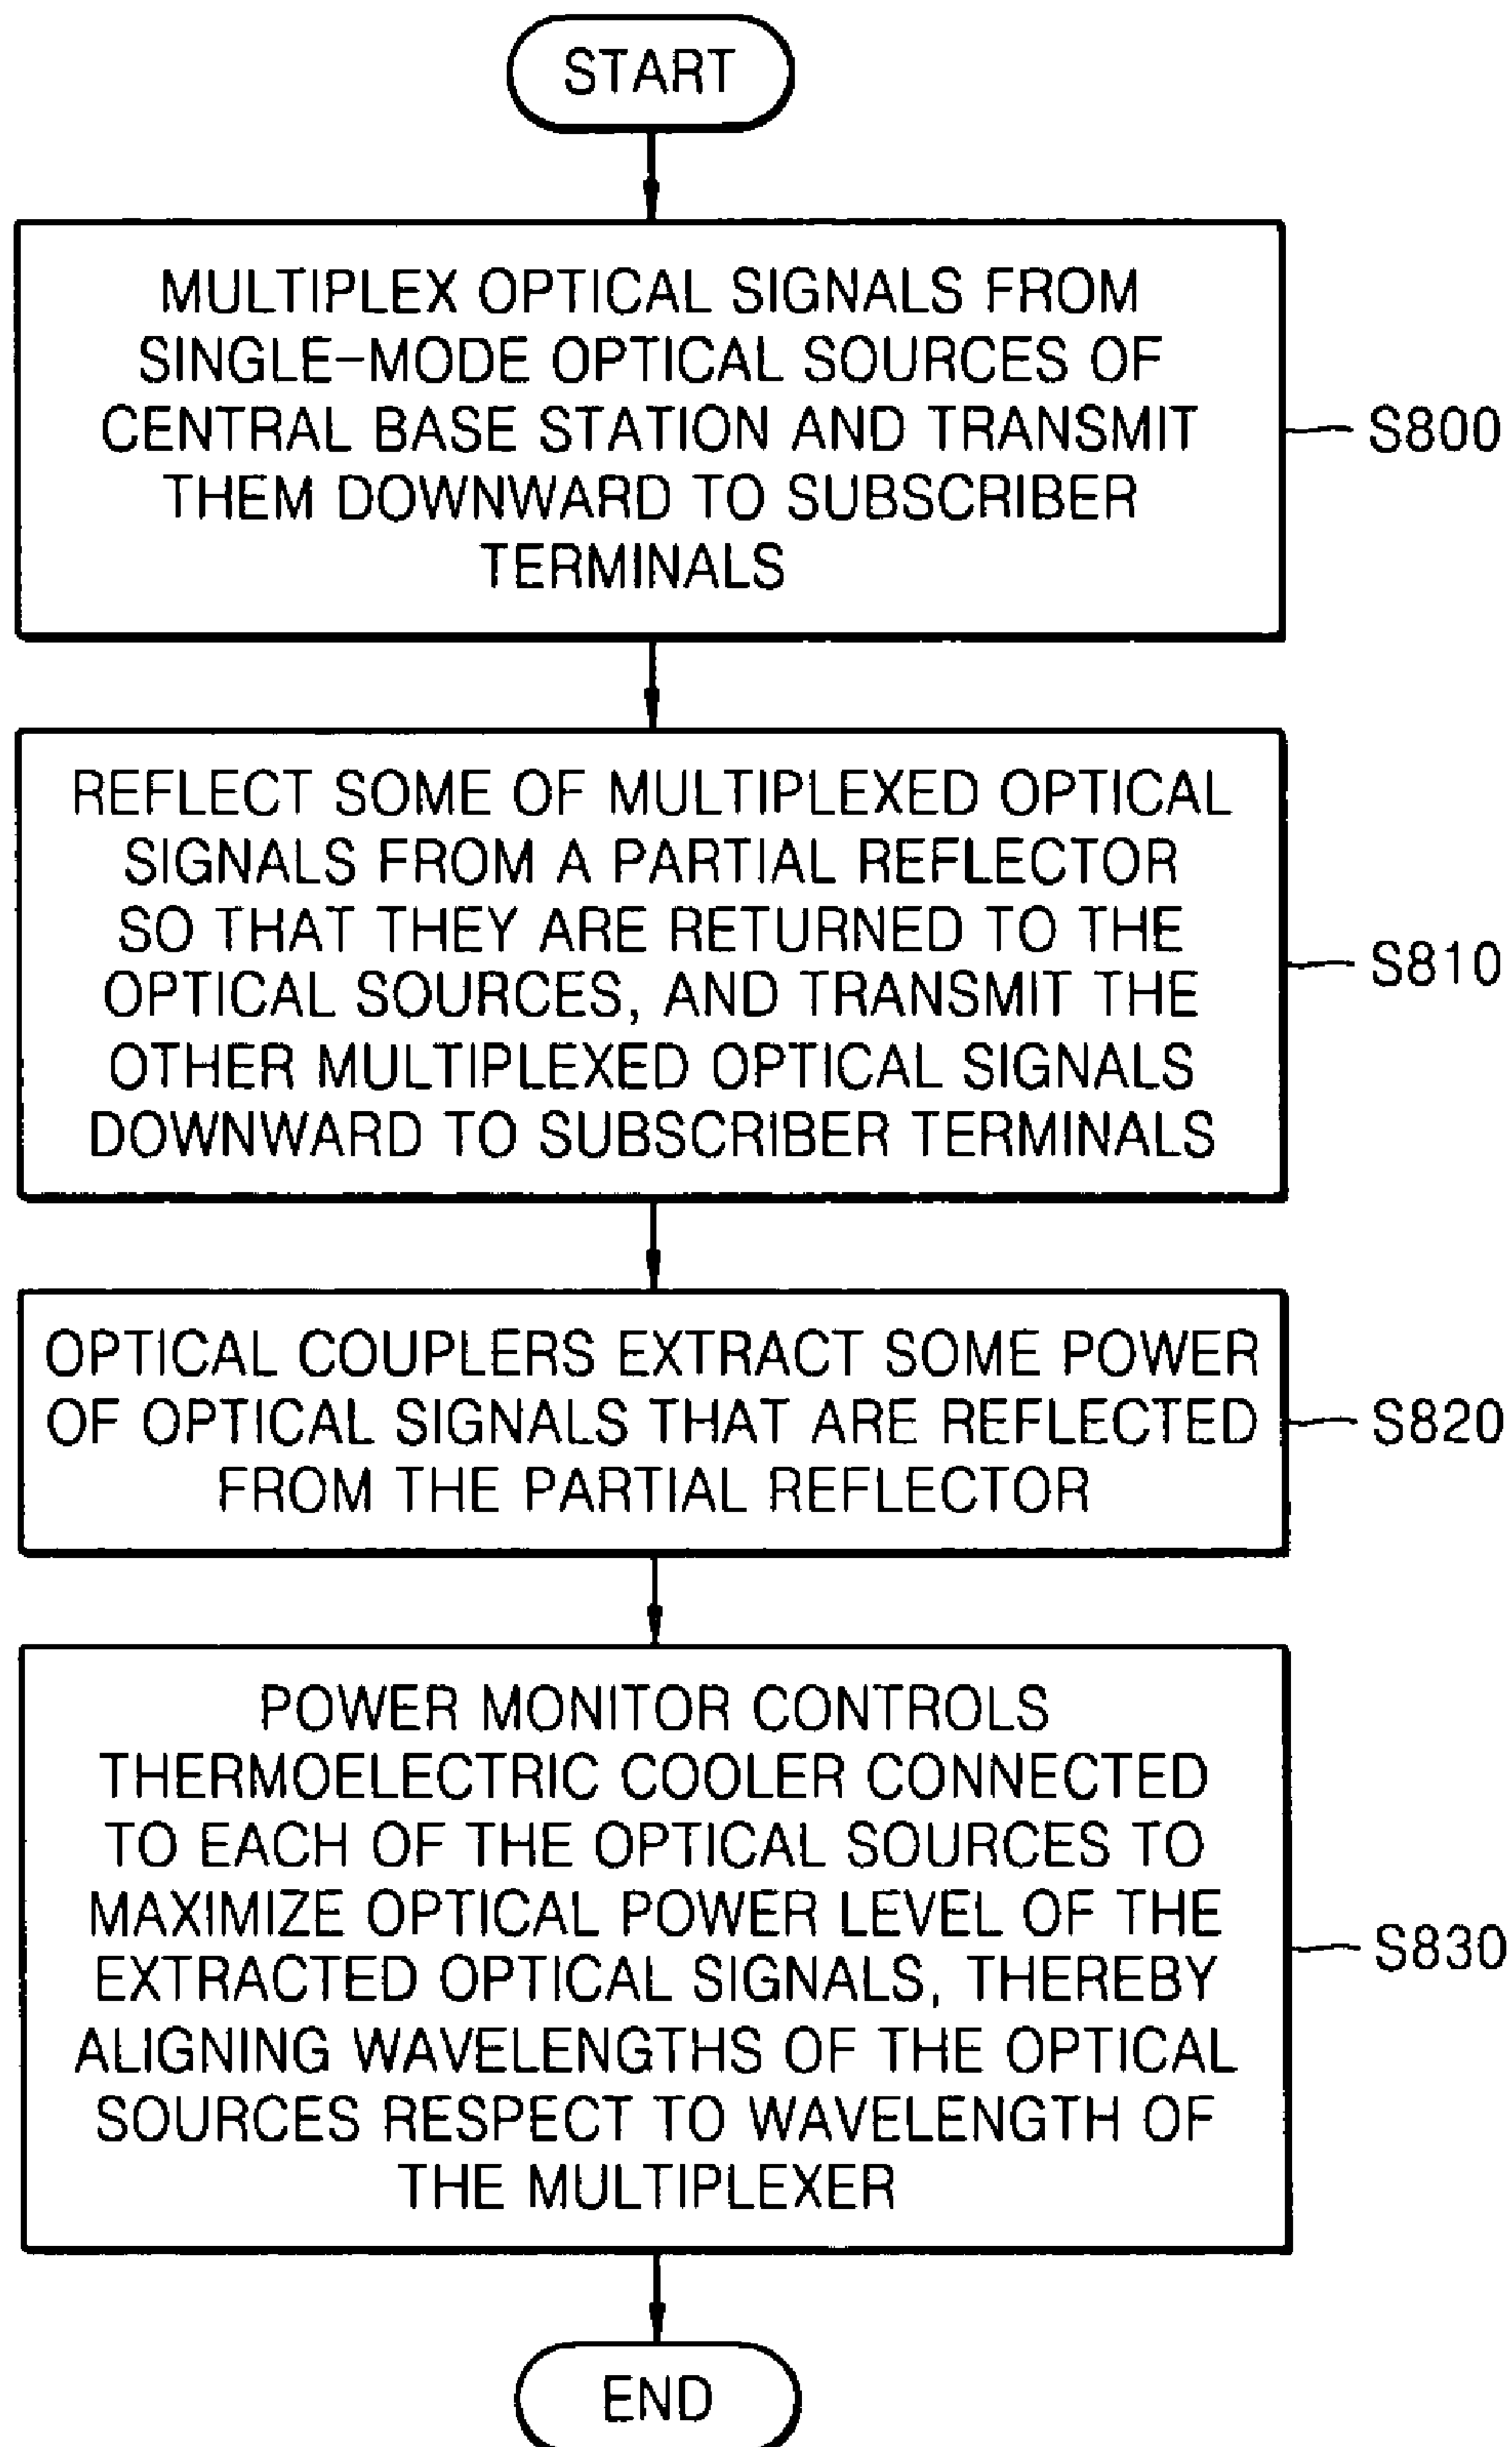 START
MULTIPLEX OPTICAL SIGNALS FROM
SINGLE-MODE OPTICAL SOURCES OF
CENTRAL BASE STATION AND TRANSMIT
THEM DOWNWARD TO SUBSCRIBER
TERMINALS
S800
REFLECT SOME OF MULTIPLEXED OPTICAL
SIGNALS FROM A PARTIAL REFLECTOR
SO THAT THEY ARE RETURNED TO THE
OPTICAL SOURCES, AND TRANSMIT THE
OTHER MULTIPLEXED OPTICAL SIGNALS
DOWNWARD TO SUBSCRIBER TERMINALS
S810
OPTICAL COUPLERS EXTRACT SOME POWER
OF OPTICAL SIGNALS THAT ARE REFLECTED
FROM THE PARTIAL REFLECTOR
S820
POWER MONITOR CONTROLS
THERMOELECTRIC COOLER CONNECTED
TO EACH OF THE OPTICAL SOURCES TO
MAXIMIZE OPTICAL POWER LEVEL OF THE
EXTRACTED OPTICAL SIGNALS, THEREBY
ALIGNING WAVELENGTHS OF THE OPTICAL
SOURCES RESPECT TO WAVELENGTH OF
THE MULTIPLEXER
S830
END